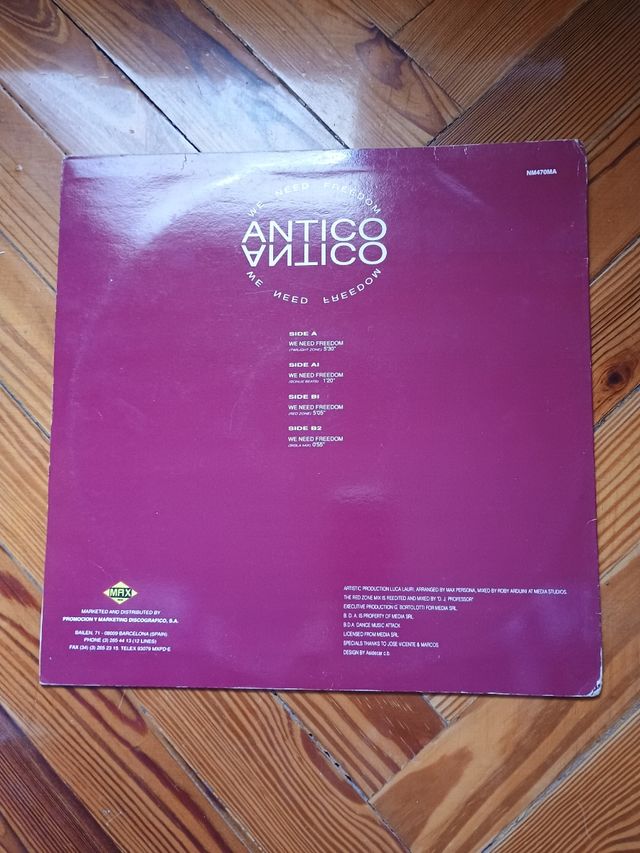 NM470MA
WE NEED FREEDOM
ANTICO
ANTICO
WE NEED FREEDOM
SIDE A
WE NEED FREEDOM
(TWILIGHT ZONE) 5'30"
SIDE A1
WE NEED FREEDOM
(BONUE BEATS) 1'20"
SIDE B1
WE NEED FREEDOM
(RED ZONE) 5'05"
SIDE B2
WE NEED FREEDOM
0'55"
MAX
MARKETED AND DISTRIBUTED BY
PROMOCION Y MARKETING DISCOGRAFICO, S.A.
BAILEN, 71 - 08009 BARCELONA (SPAIN)
PHONE (3) 265 44 13 (12 LINES)
FAX (34) (3) 265 23 15 TELEX 93079 MXPD-E
ARTISTIC PRODUCTION LUCA LAURI, ARRANGED BY MAX PERSONA, MIXED BY ROBY ARDUINI AT MEDIA STUDIOS.
THE RED ZONE MIX IS REEDITED AND MIXED BY "D. J. PROFESSOR"
EXECUTIVE PRODUCTION G. BORTOLOTTI FOR MEDIA SRL.
B. D. A. IS PROPERTY OF MEDIA SRL.
B.D.A. DANCE MUSIC ATTACK.
LICENSED FROM MEDIA SRL.
SPECIALS THANKS TO JOSE VICENTE & MARCOS
DESIGN BY c.b.